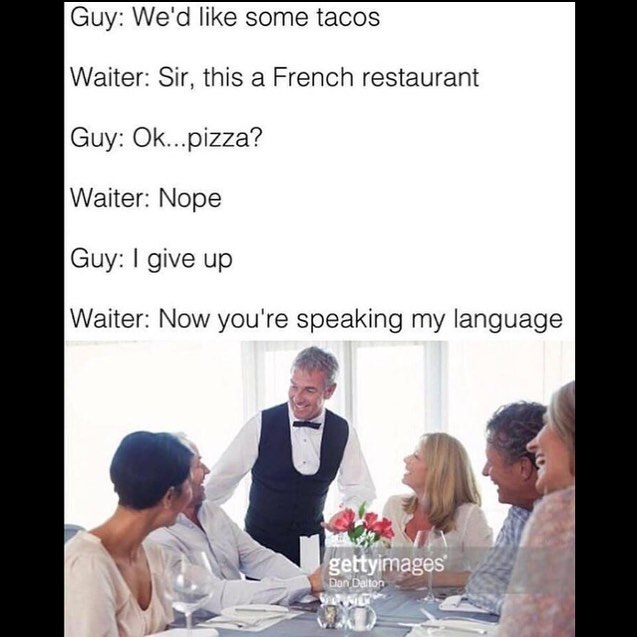 Guy: We'd like some tacos
Waiter: Sir, this a French restaurant
Guy: Ok...pizza?
Waiter: Nope
Guy: I give up
Waiter: Now you're speaking my language
gettyimages
Dan Dalton